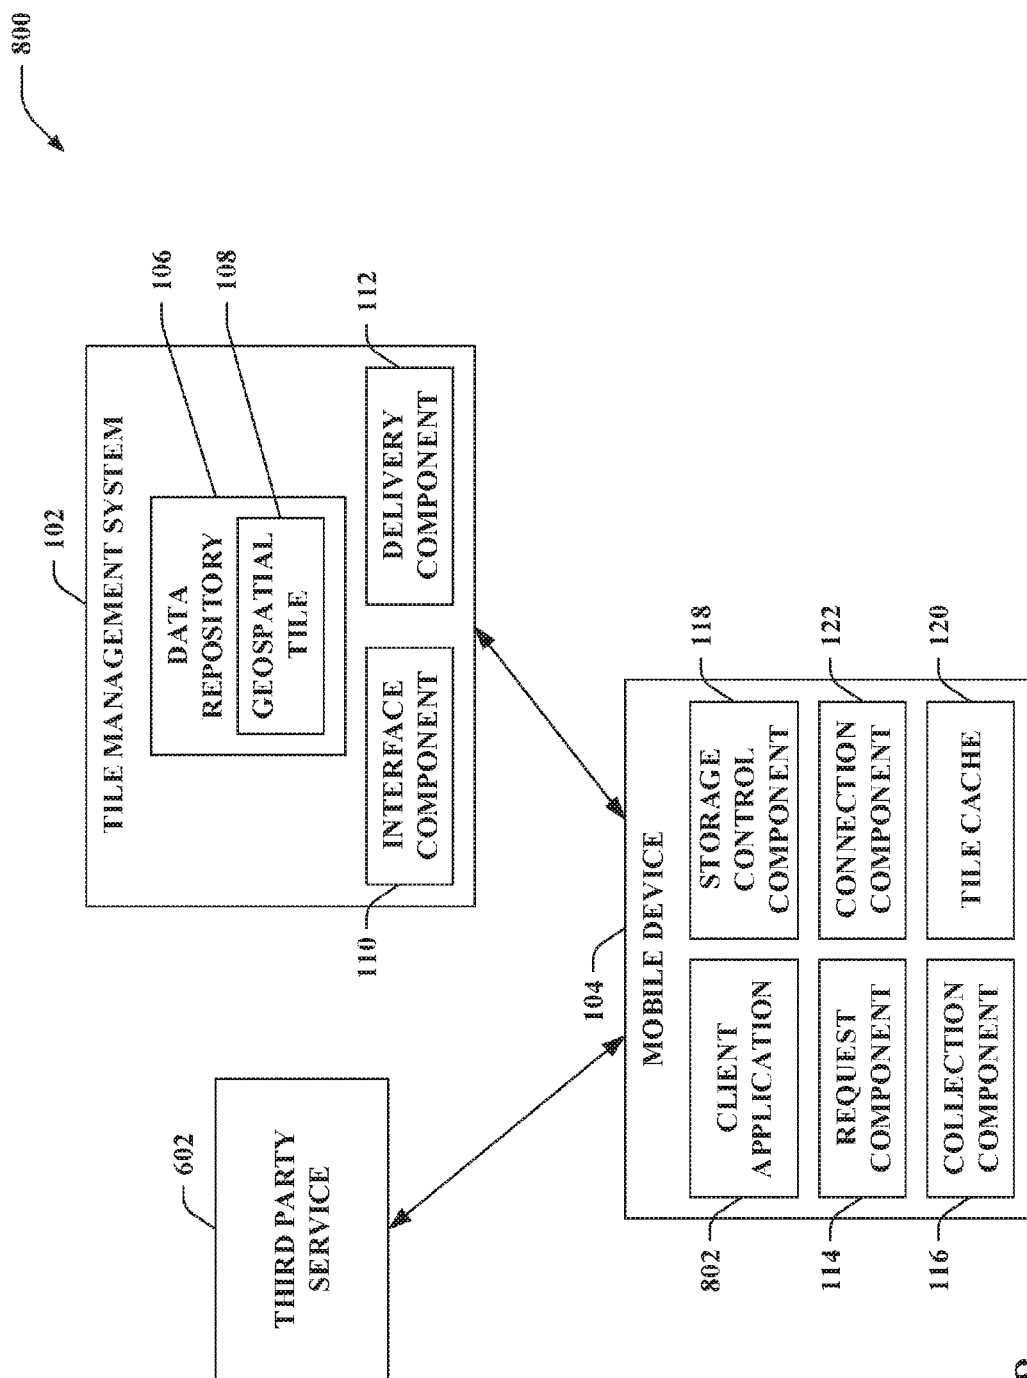 800
102
TILE MANAGEMENT SYSTEM
106
DATA
REPOSITORY
108
GEOSPATIAL
TILE
110
INTERFACE
COMPONENT
112
DELIVERY
COMPONENT
602
THIRD PARTY
SERVICE
104
MOBILE DEVICE
802
CLIENT
APPLICATION
118
STORAGE
CONTROL
COMPONENT
114
REQUEST
COMPONENT
122
CONNECTION
COMPONENT
116
COLLECTION
COMPONENT
120
TILE CACHE